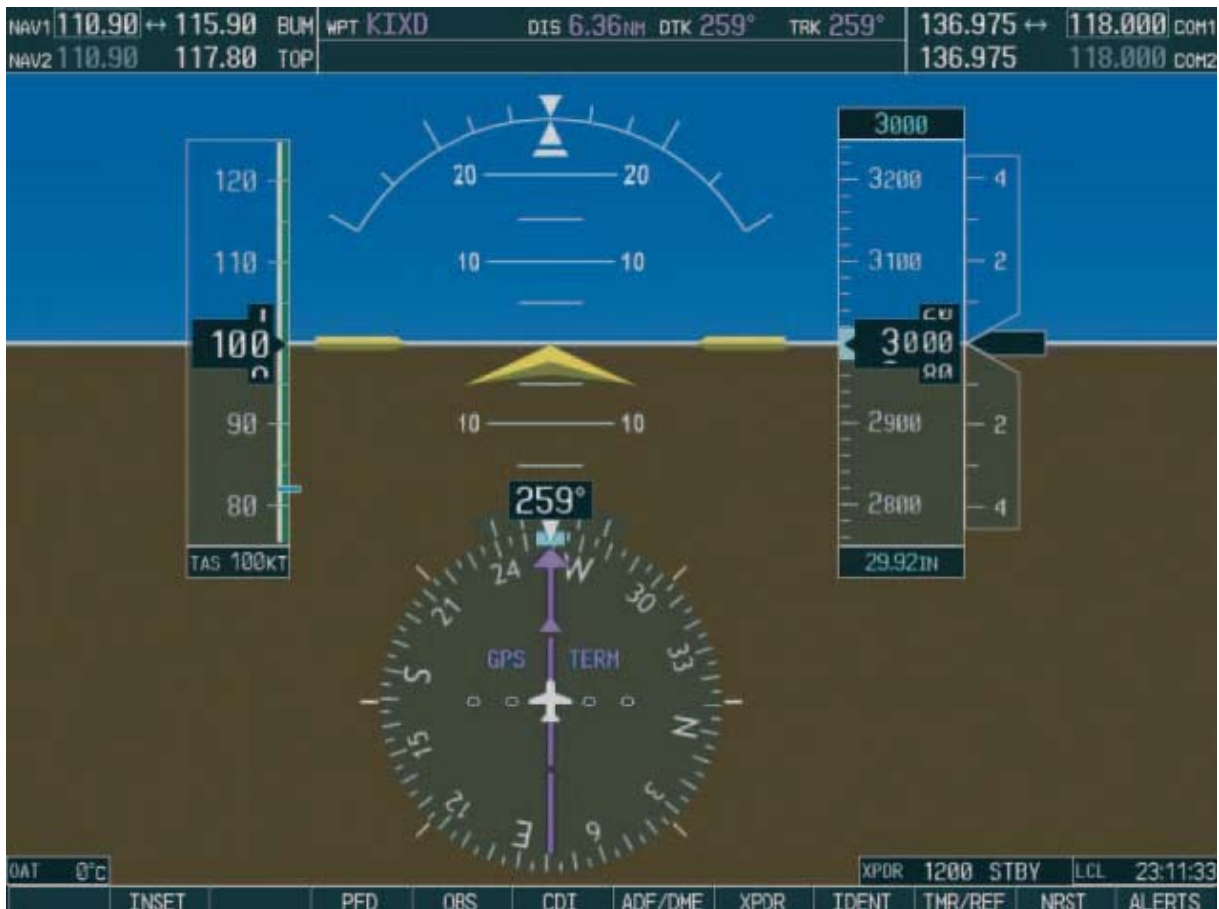 NAV1 110.90 ↔ 115.90 BUM
NAV2 110.90 117.80 TOP
WPT KIXD DIS 6.36NM DTK 259° TRK 259°
136.975 ↔ 118.000 COM1
136.975 118.000 COM2
120
110
100
90
80
TAS 100KT
20 20
10 10
10 10
3000
3200
3100
3000
80
2900
2800
29.92IN
4
2
2
4
259°
24 W
21 30
GPS TERM
S 33
15 N
12 3
E 6
OAT 0°C
XPDR 1200 STBY LCL 23:11:33
INSET PFD OBS CDI ADF/DME XPDR IDENT TMR/REF NRST ALERTS